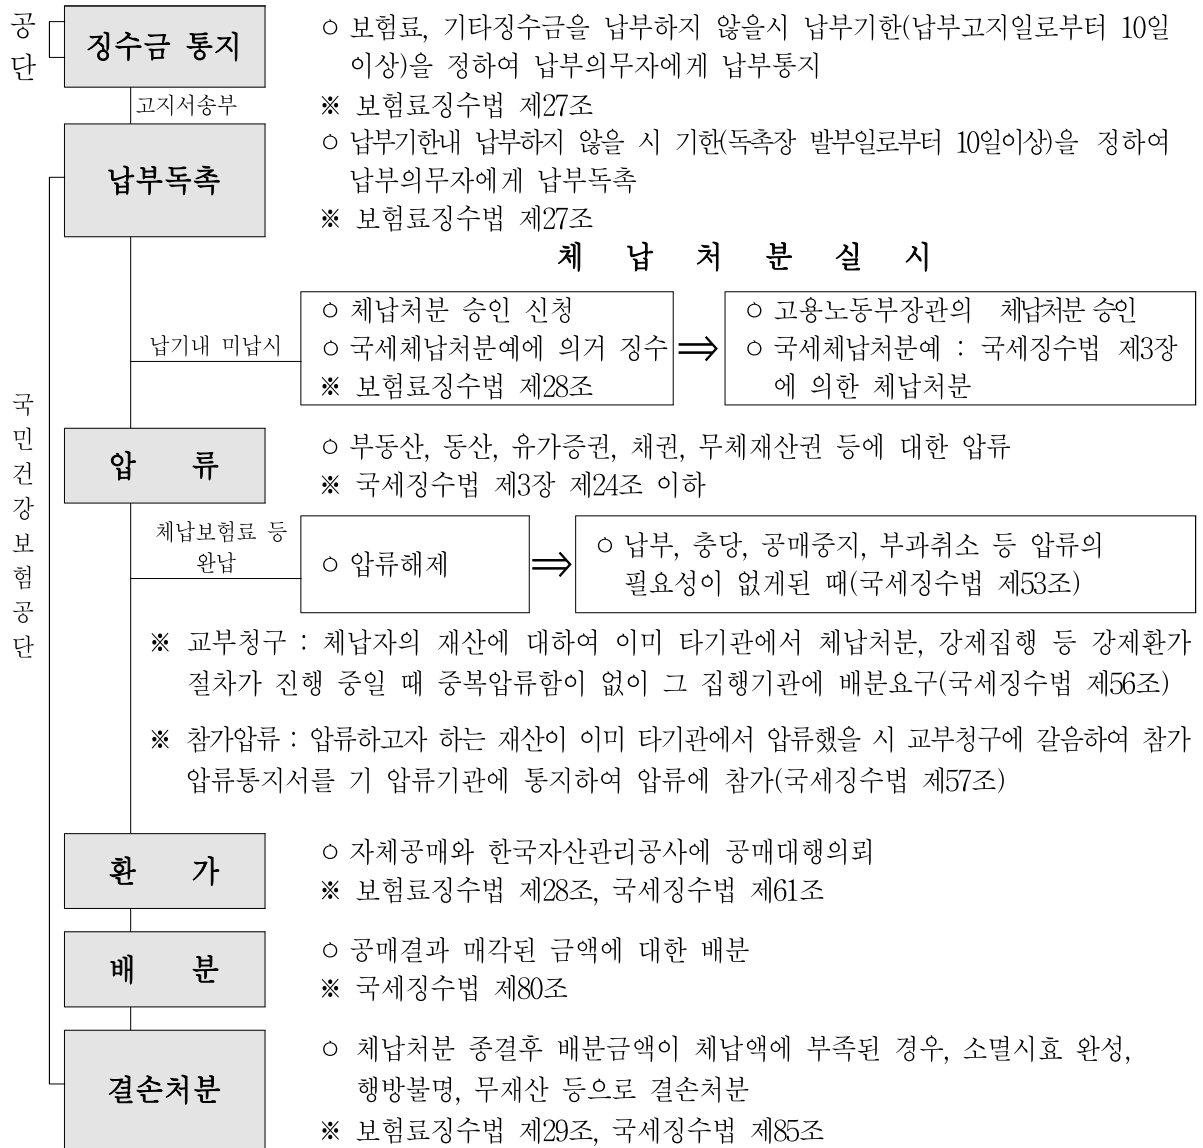 공단
징수금 통지
○ 보험료, 기타징수금을 납부하지 않을시 납부기한(납부고지일로부터 10일
이상)을 정하여 납부의무자에게 납부통지
※ 보험료징수법 제27조
고지서송부
납부독촉
○ 납부기한내 납부하지 않을 시 기한(독촉장 발부일로부터 10일이상)을 정하여
납부의무자에게 납부독촉
※ 보험료징수법 제27조
체 납 처 분 실 시
납기내 미납시
○ 체납처분 승인 신청
○ 국세체납처분예에 의거 징수
※ 보험료징수법 제28조
⇒
○ 고용노동부장관의 체납처분 승인
○ 국세체납처분예 : 국세징수법 제3장
에 의한 체납처분
국민건강보험공단
압 류
○ 부동산, 동산, 유가증권, 채권, 무체재산권 등에 대한 압류
※ 국세징수법 제3장 제24조 이하
체납보험료 등
완납
○ 압류해제
⇒
○ 납부, 충당, 공매중지, 부과취소 등 압류의
필요성이 없게된 때(국세징수법 제53조)
※ 교부청구 : 체납자의 재산에 대하여 이미 타기관에서 체납처분, 강제집행 등 강제환가
절차가 진행 중일 때 중복압류함이 없이 그 집행기관에 배분요구(국세징수법 제56조)
※ 참가압류 : 압류하고자 하는 재산이 이미 타기관에서 압류했을 시 교부청구에 갈음하여 참가
압류통지서를 기 압류기관에 통지하여 압류에 참가(국세징수법 제57조)
환 가
○ 자체공매와 한국자산관리공사에 공매대행의뢰
※ 보험료징수법 제28조, 국세징수법 제61조
배 분
○ 공매결과 매각된 금액에 대한 배분
※ 국세징수법 제80조
결손처분
○ 체납처분 종결후 배분금액이 체납액에 부족된 경우, 소멸시효 완성,
행방불명, 무재산 등으로 결손처분
※ 보험료징수법 제29조, 국세징수법 제85조